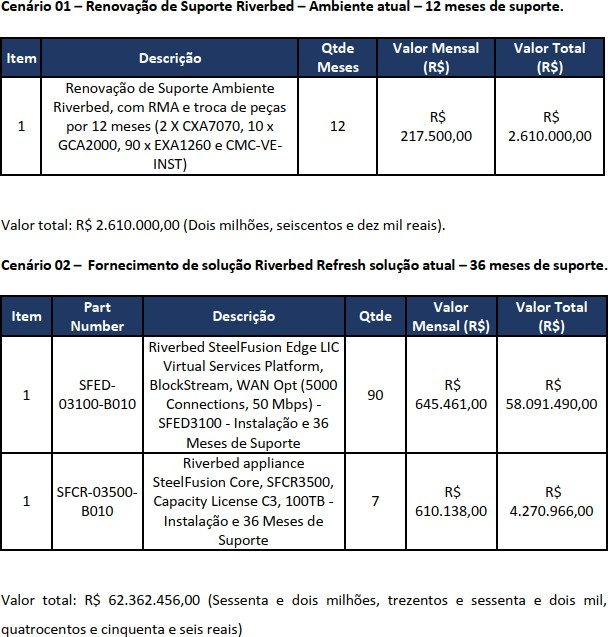 Cenário 01 – Renovação de Suporte Riverbed – Ambiente atual – 12 meses de suporte.
Item Descrição Qtde Meses Valor Mensal (R$) Valor Total (R$)
1 Renovação de Suporte Ambiente Riverbed, com RMA e troca de peças por 12 meses (2 X CXA7070, 10 x GCA2000, 90 x EXA1260 e CMC-VE-INST) 12 R$ 217.500,00 R$ 2.610.000,00
Valor total: R$ 2.610.000,00 (Dois milhões, seiscentos e dez mil reais).
Cenário 02 – Fornecimento de solução Riverbed Refresh solução atual – 36 meses de suporte.
Item Part Number Descrição Qtde Valor Mensal (R$) Valor Total (R$)
1 SFED-03100-B010 Riverbed SteelFusion Edge LIC Virtual Services Platform, BlockStream, WAN Opt (5000 Connections, 50 Mbps) - SFED3100 - Instalação e 36 Meses de Suporte 90 R$ 645.461,00 R$ 58.091.490,00
1 SFCR-03500-B010 Riverbed appliance SteelFusion Core, SFCR3500, Capacity License C3, 100TB - Instalação e 36 Meses de Suporte 7 R$ 610.138,00 R$ 4.270.966,00
Valor total: R$ 62.362.456,00 (Sessenta e dois milhões, trezentos e sessenta e dois mil,
quatrocentos e cinquenta e seis reais)